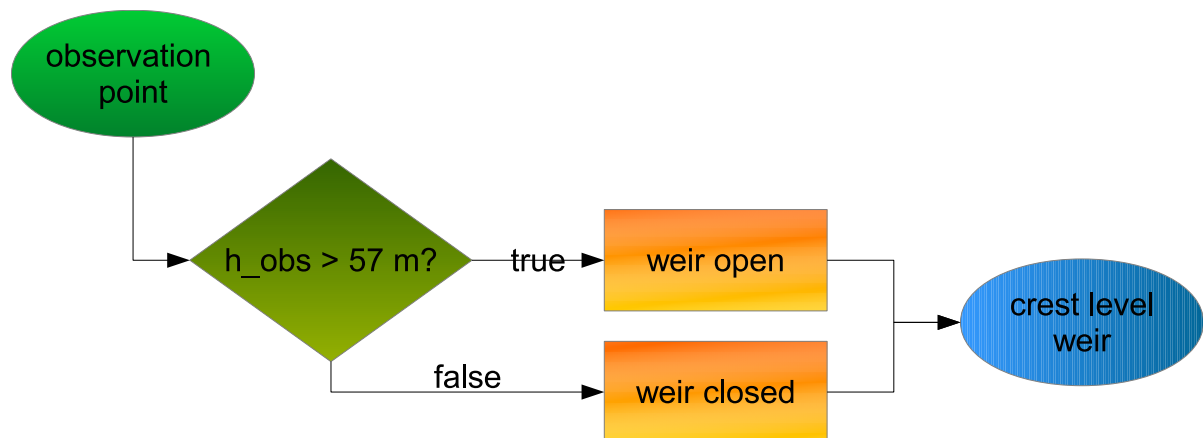 observation
point
h_obs > 57 m?
true
weir open
false
weir closed
crest level
weir